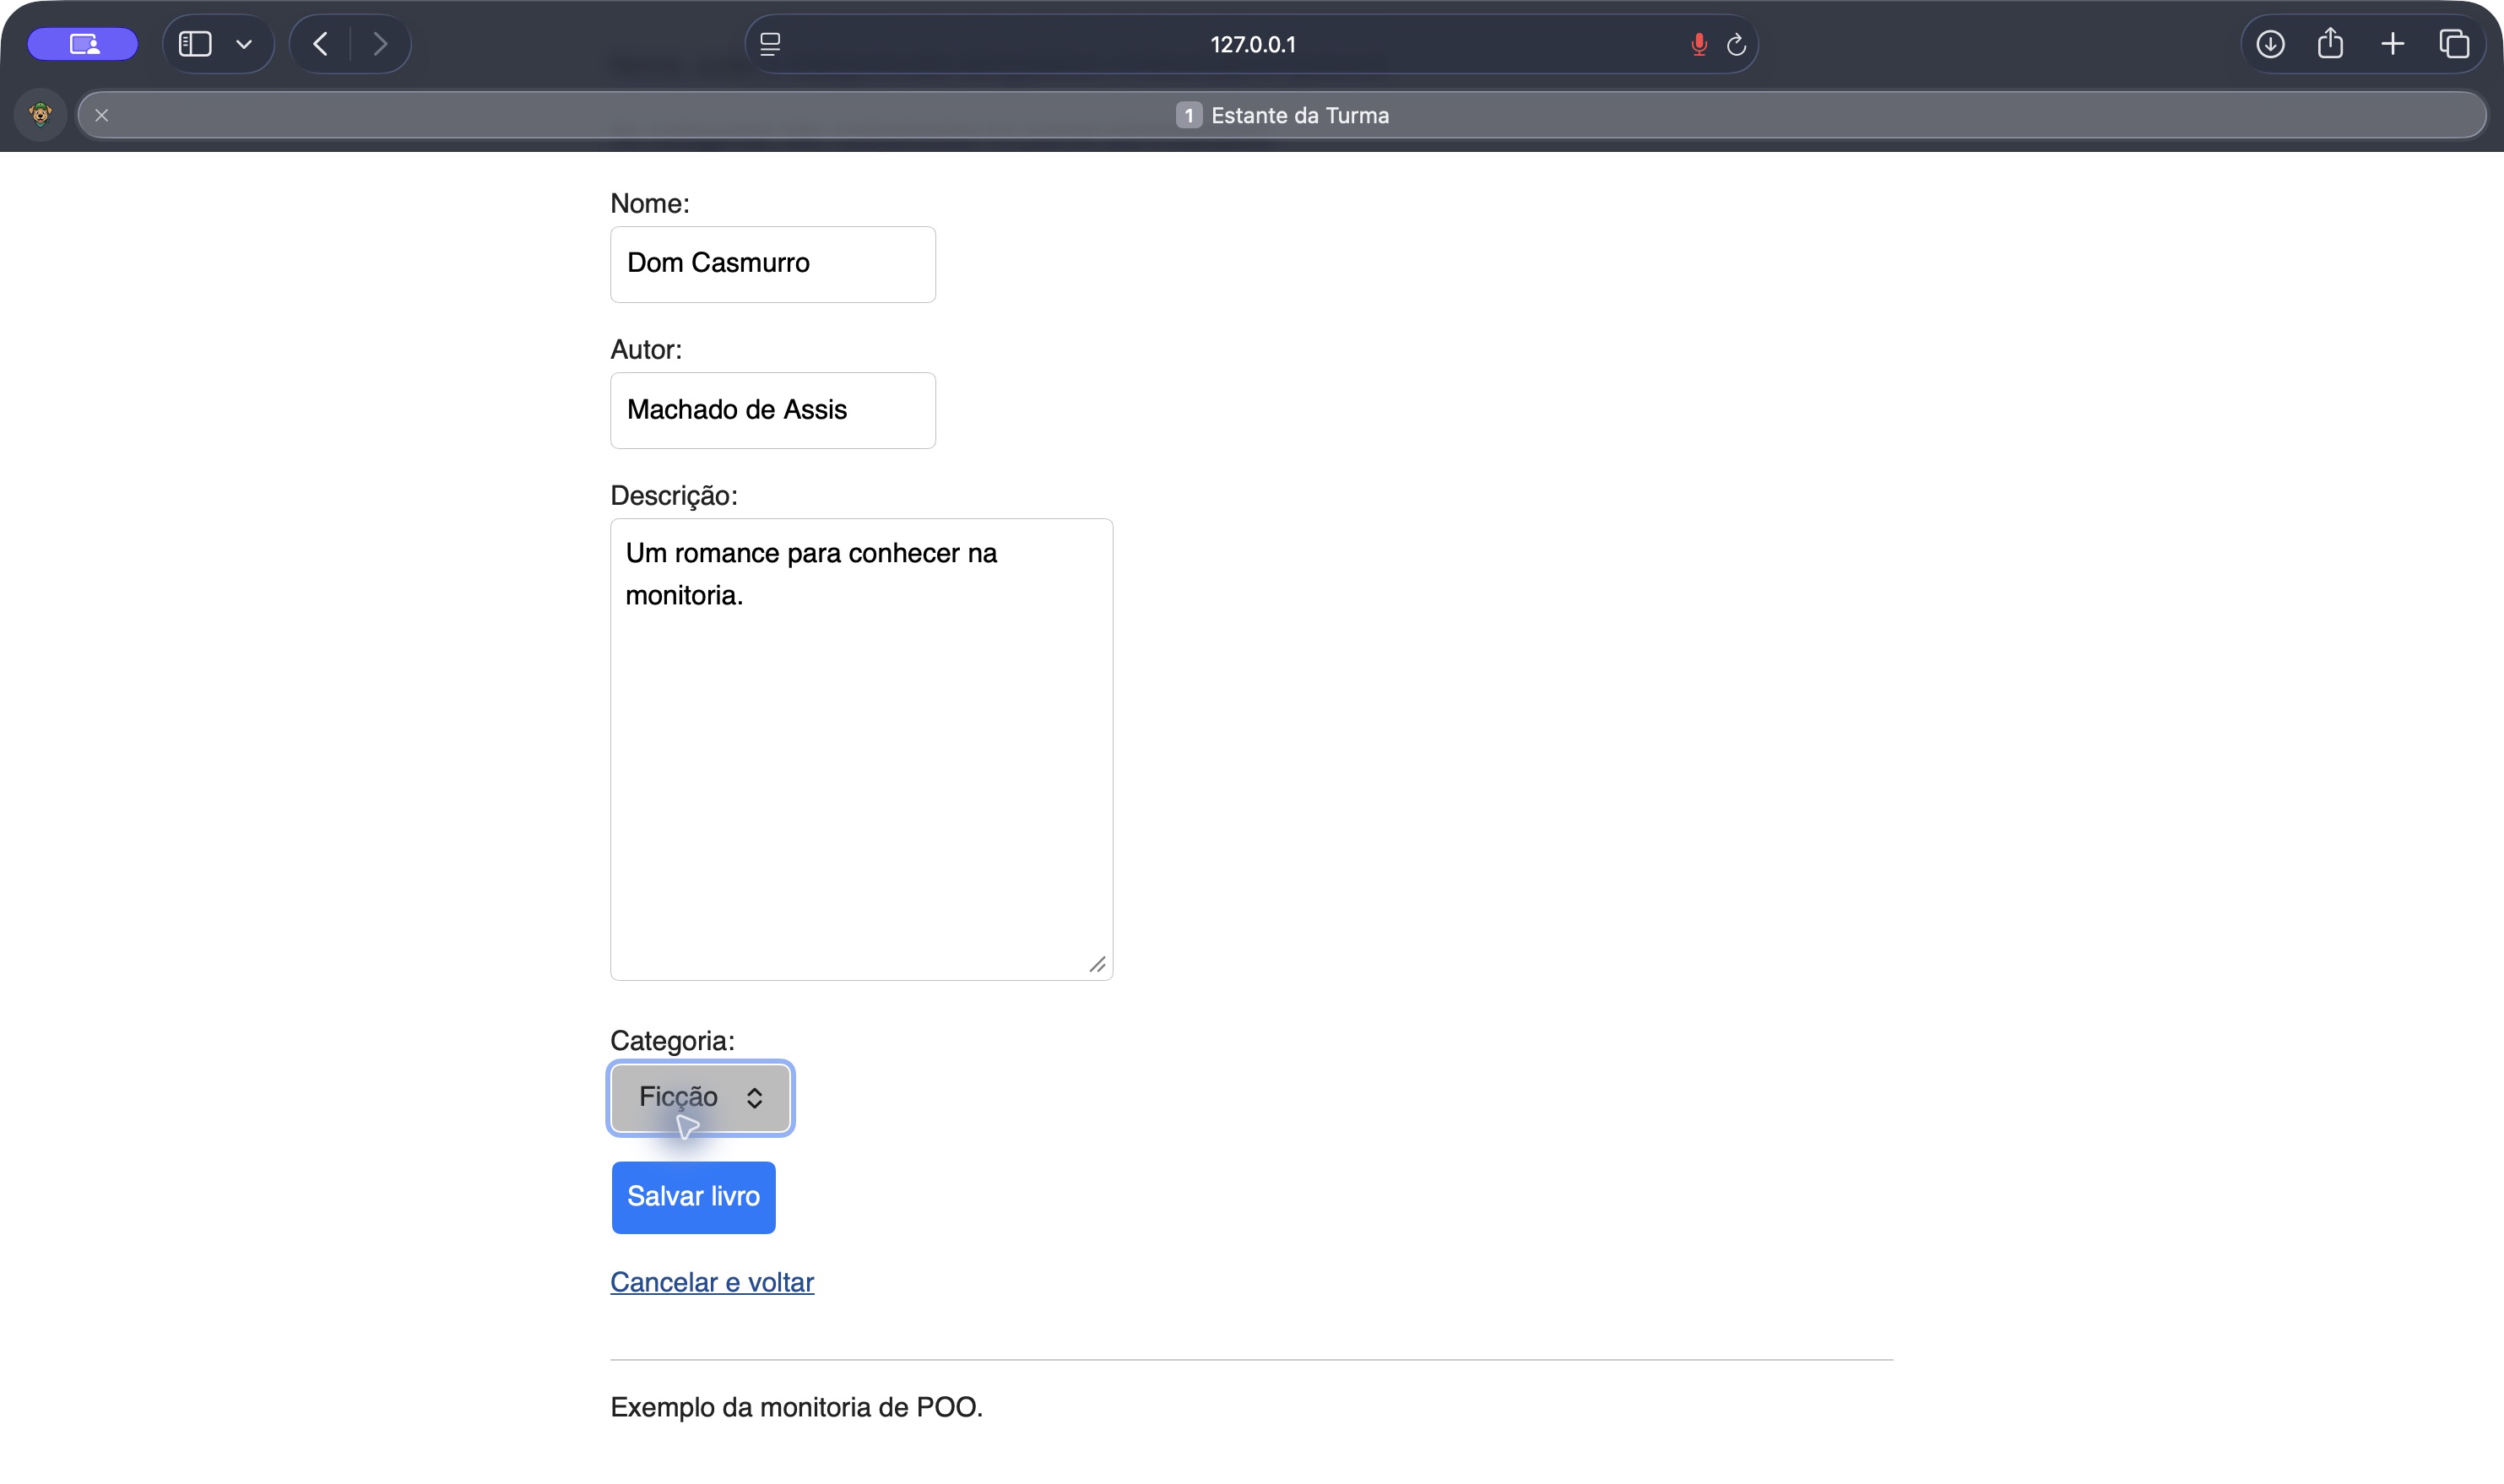 127.0.0.1
1 Estante da Turma
Nome:
Dom Casmurro
Autor:
Machado de Assis
Descrição:
Um romance para conhecer na
monitoria.
Categoria:
Ficção
Salvar livro
Cancelar e voltar
Exemplo da monitoria de POO.